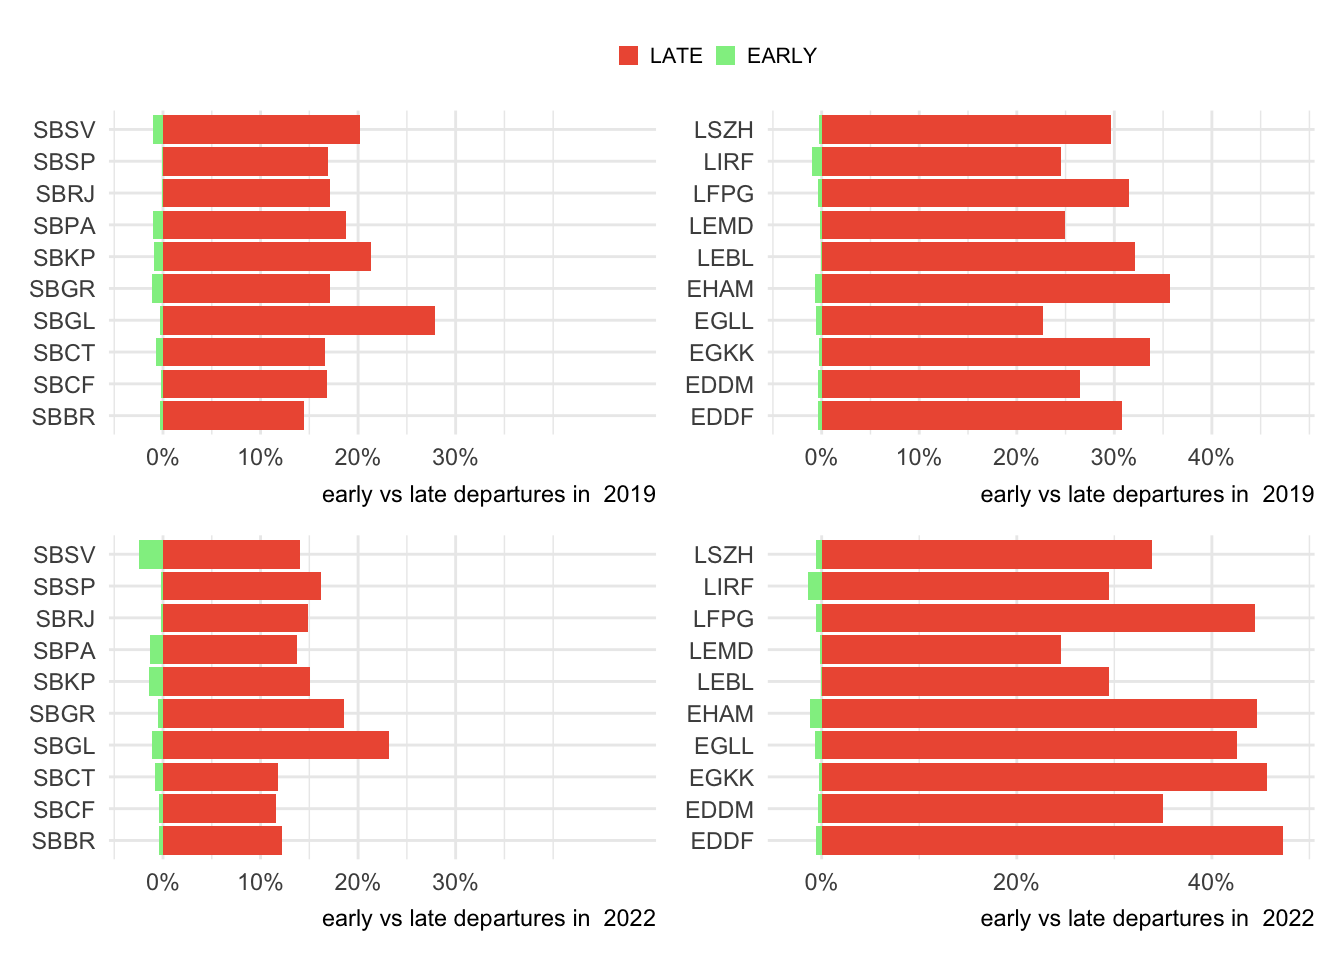 LATE EARLY
SBSV
SBSP
SBRJ
SBPA
SBKP
SBGR
SBGL
SBCT
SBCF
SBBR
0% 10% 20% 30%
early vs late departures in 2019
LSZH
LIRF
LFPG
LEMD
LEBL
EHAM
EGLL
EGKK
EDDM
EDDF
0% 10% 20% 30% 40%
early vs late departures in 2019
SBSV
SBSP
SBRJ
SBPA
SBKP
SBGR
SBGL
SBCT
SBCF
SBBR
0% 10% 20% 30%
early vs late departures in 2022
LSZH
LIRF
LFPG
LEMD
LEBL
EHAM
EGLL
EGKK
EDDM
EDDF
0% 20% 40%
early vs late departures in 2022